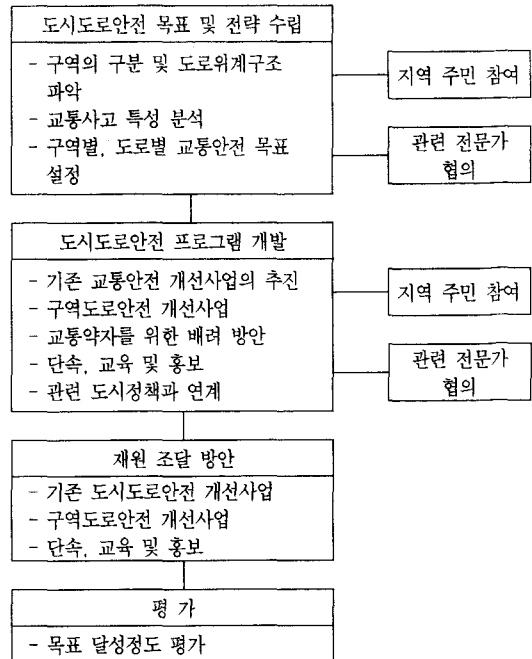 도시도로안전 목표 및 전략 수립
- 구역의 구분 및 도로위계구조
파악
- 교통사고 특성 분석
- 구역별, 도로별 교통안전 목표
설정
지역 주민 참여
관련 전문가
협의
도시도로안전 프로그램 개발
- 기존 교통안전 개선사업의 추진
- 구역도로안전 개선사업
- 교통약자를 위한 배려 방안
- 단속, 교육 및 홍보
- 관련 도시정책과 연계
지역 주민 참여
관련 전문가
협의
재원 조달 방안
- 기존 도시도로안전 개선사업
- 구역도로안전 개선사업
- 단속, 교육 및 홍보
평 가
- 목표 달성정도 평가